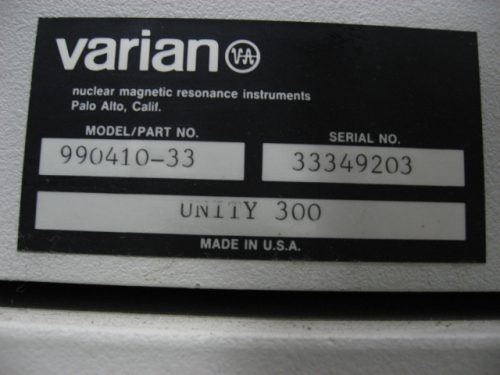 varian VA
nuclear magnetic resonance instruments
Palo Alto, Calif.
MODEL/PART NO. SERIAL NO.
990410-33 33349203
UNITY 300
MADE IN U.S.A.